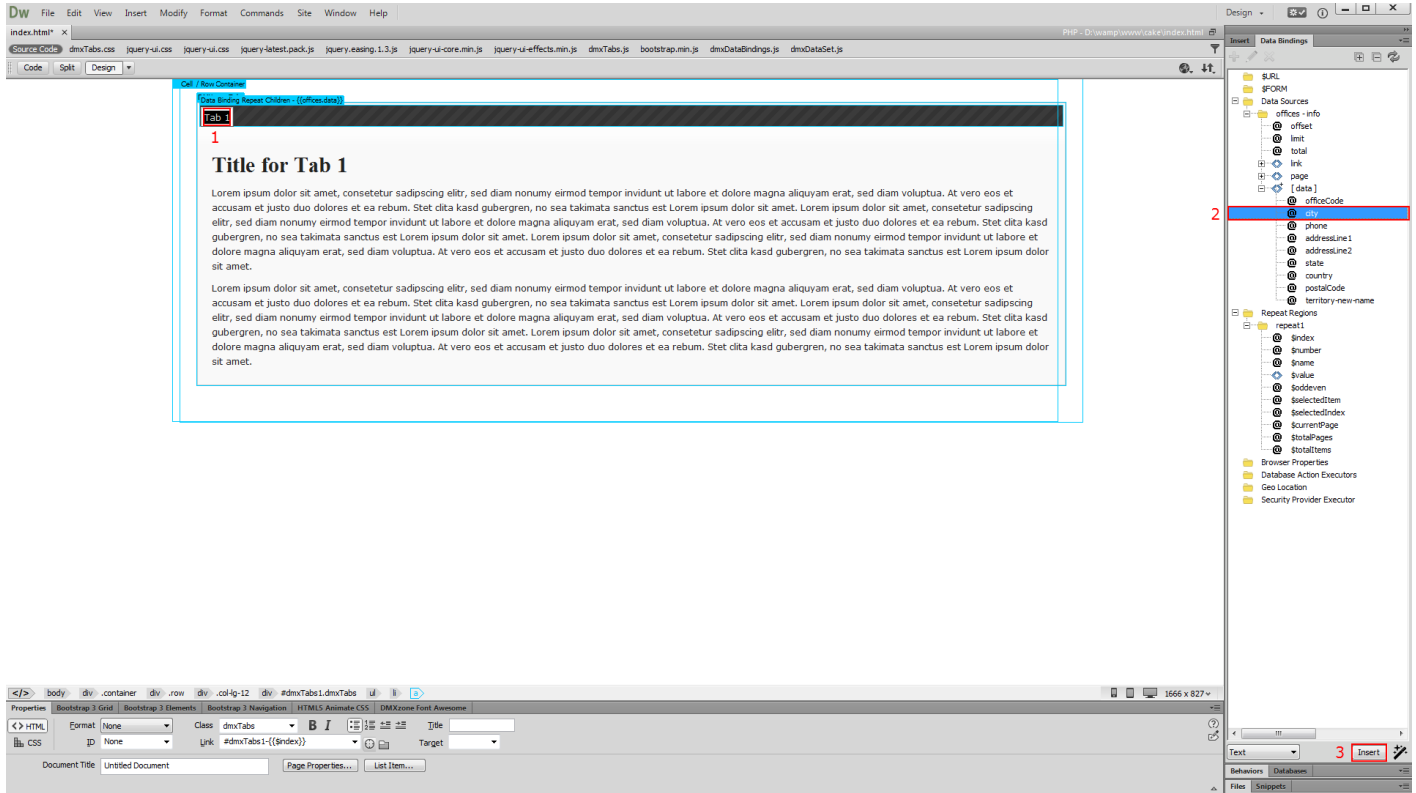 Dw File Edit View Insert Modify Format Commands Site Window Help Design
index.html* × PHP - D:\wamp\www\cake\index.html
Source Code dmxTabs.css jquery-ui.css jquery-ui.css jquery-latest.pack.js jquery.easing.1.3.js jquery-ui-core.min.js jquery-ui-effects.min.js dmxTabs.js bootstrap.min.js dmxDataBindings.js dmxDataSet.js
Code Split Design
Cell / Row Container
Data Binding Repeat Children - {{offices.data}}
Tab 1
1
Title for Tab 1
Lorem ipsum dolor sit amet, consetetur sadipscing elitr, sed diam nonumy eirmod tempor invidunt ut labore et dolore magna aliquyam erat, sed diam voluptua. At vero eos et
accusam et justo duo dolores et ea rebum. Stet clita kasd gubergren, no sea takimata sanctus est Lorem ipsum dolor sit amet. Lorem ipsum dolor sit amet, consetetur sadipscing
elitr, sed diam nonumy eirmod tempor invidunt ut labore et dolore magna aliquyam erat, sed diam voluptua. At vero eos et accusam et justo duo dolores et ea rebum. Stet clita kasd
gubergren, no sea takimata sanctus est Lorem ipsum dolor sit amet. Lorem ipsum dolor sit amet, consetetur sadipscing elitr, sed diam nonumy eirmod tempor invidunt ut labore et
dolore magna aliquyam erat, sed diam voluptua. At vero eos et accusam et justo duo dolores et ea rebum. Stet clita kasd gubergren, no sea takimata sanctus est Lorem ipsum dolor
sit amet.
Lorem ipsum dolor sit amet, consetetur sadipscing elitr, sed diam nonumy eirmod tempor invidunt ut labore et dolore magna aliquyam erat, sed diam voluptua. At vero eos et
accusam et justo duo dolores et ea rebum. Stet clita kasd gubergren, no sea takimata sanctus est Lorem ipsum dolor sit amet. Lorem ipsum dolor sit amet, consetetur sadipscing
elitr, sed diam nonumy eirmod tempor invidunt ut labore et dolore magna aliquyam erat, sed diam voluptua. At vero eos et accusam et justo duo dolores et ea rebum. Stet clita kasd
gubergren, no sea takimata sanctus est Lorem ipsum dolor sit amet. Lorem ipsum dolor sit amet, consetetur sadipscing elitr, sed diam nonumy eirmod tempor invidunt ut labore et
dolore magna aliquyam erat, sed diam voluptua. At vero eos et accusam et justo duo dolores et ea rebum. Stet clita kasd gubergren, no sea takimata sanctus est Lorem ipsum dolor
sit amet.
</> body div .container div .row div .col-lg-12 div #dmxTabs1.dmxTabs ul li a 1666 x 827
Properties Bootstrap 3 Grid Bootstrap 3 Elements Bootstrap 3 Navigation HTML5 Animate CSS DMXzone Font Awesome
<> HTML Format None Class dmxTabs B I Title
CSS ID None Link #dmxTabs1-{{$index}} Target
Document Title Untitled Document Page Properties... List Item...
Insert Data Bindings
$URL
$FORM
Data Sources
offices - info
@ offset
@ limit
@ total
link
page
[ data ]
@ officeCode
2 @ city
@ phone
@ addressLine1
@ addressLine2
@ state
@ country
@ postalCode
@ territory-new-name
Repeat Regions
repeat1
@ $index
@ $number
@ $name
$value
@ $oddeven
@ $selectedItem
@ $selectedIndex
@ $currentPage
@ $totalPages
@ $totalItems
Browser Properties
Database Action Executors
Geo Location
Security Provider Executor
Text 3 Insert
Behaviors Databases
Files Snippets